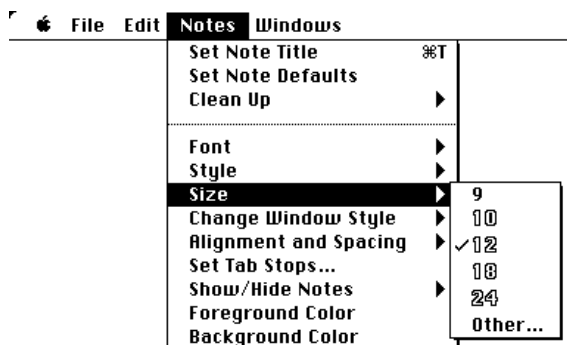 File Edit Notes Windows
Set Note Title ⌘T
Set Note Defaults
Clean Up
Font
Style
Size
Change Window Style
Alignment and Spacing
Set Tab Stops...
Show/Hide Notes
Foreground Color
Background Color
9
10
✓12
18
24
Other...